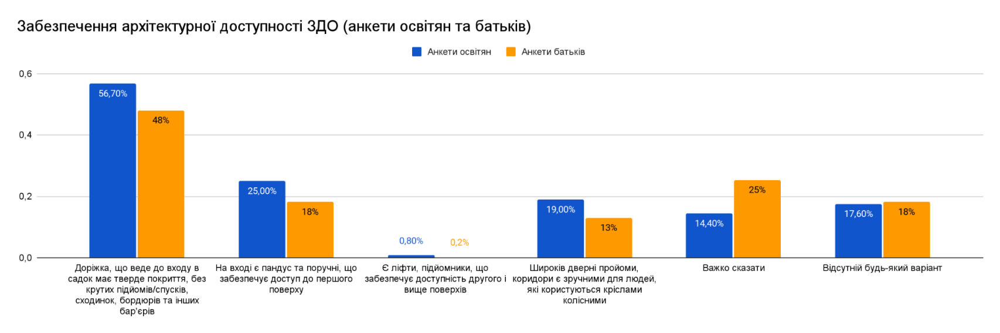 Забезпечення архітектурної доступності ЗДО (анкети освітян та батьків)
Анкети освітян
Анкети батьків
0,6
0,4
0,2
0,0
56,70%
48%
25,00%
18%
0,80%
0,2%
19,00%
13%
14,40%
25%
17,60%
18%
Доріжка, що веде до входу в
садок має тверде покриття, без
крутих підйомів/спусків,
сходинок, бордюрів та інших
бар'єрів
На вході є пандус та поручні, що
забезпечує доступ до першого
поверху
Є ліфти, підйомники, що
забезпечує доступність другого і
вище поверхів
Широків дверні пройоми,
коридори є зручними для людей,
які користуються кріслами
колісними
Важко сказати
Відсутній будь-який варіант